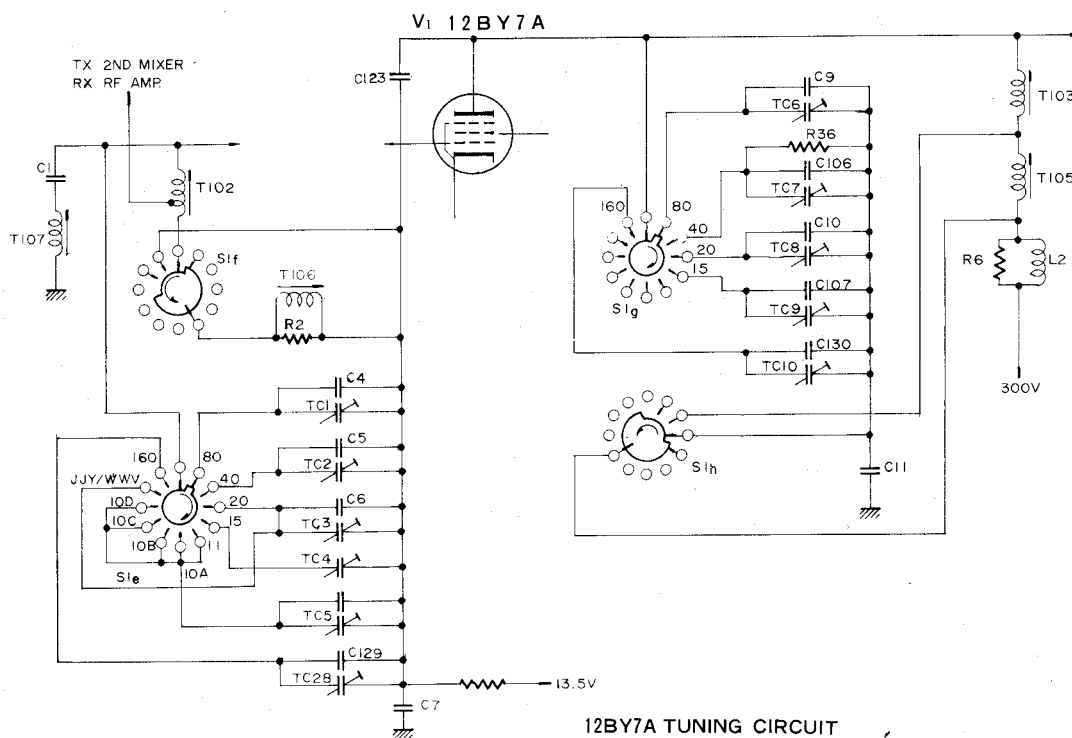 V1 12BY7A
TX 2ND MIXER
RX RF AMP.
C123
C9
TC6
T103
R36
C1
C106
T102
TC7
T105
160
80
40
C10
T107
20
TC8
R6
L2
15
S1f
C107
T106
S1g
TC9
R2
C130
TC10
300V
C4
TC1
S1h
C5
160
80
TC2
C11
JJY/WWV
40
C6
10D
20
10C
15
TC3
10B
11
10A
TC4
S1e
TC5
C129
TC28
13.5V
C7
12BY7A TUNING CIRCUIT